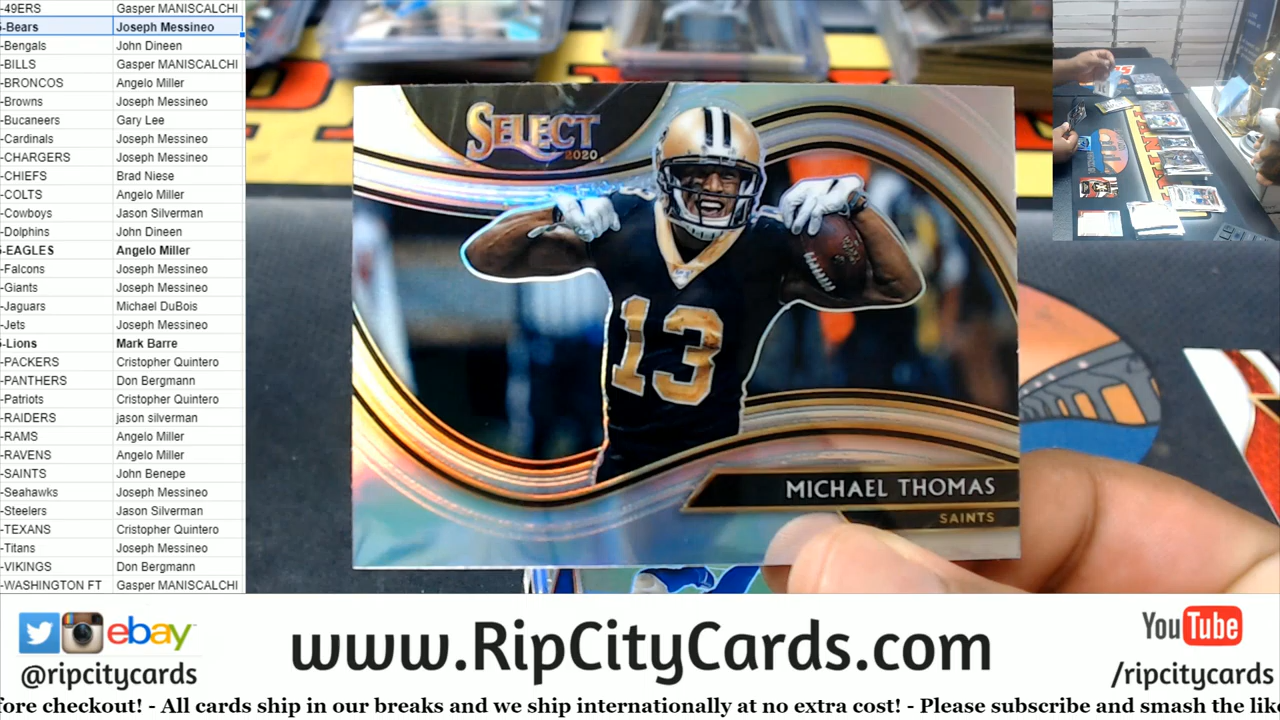 -49ERS Gasper MANISCALCHI
-Bears Joseph Messineo
-Bengals John Dineen
-BILLS Gasper MANISCALCHI
-BRONCOS Angelo Miller
-Browns Joseph Messineo
-Bucaneers Gary Lee
-Cardinals Joseph Messineo
-CHARGERS Joseph Messineo
-CHIEFS Brad Niese
-COLTS Angelo Miller
-Cowboys Jason Silverman
-Dolphins John Dineen
-EAGLES Angelo Miller
-Falcons Joseph Messineo
-Giants Joseph Messineo
-Jaguars Michael DuBois
-Jets Joseph Messineo
-Lions Mark Barre
-PACKERS Cristopher Quintero
-PANTHERS Don Bergmann
-Patriots Cristopher Quintero
-RAIDERS jason silverman
-RAMS Angelo Miller
-RAVENS Angelo Miller
-SAINTS John Benepe
-Seahawks Joseph Messineo
-Steelers Jason Silverman
-TEXANS Cristopher Quintero
-Titans Joseph Messineo
-VIKINGS Don Bergmann
-WASHINGTON FT Gasper MANISCALCHI
SELECT
2020
13
MICHAEL THOMAS
SAINTS
ebay
@ripcitycards
www.RipCityCards.com
YouTube
/ripcitycards
fore checkout! - All cards ship in our breaks and we ship internationally at no extra cost! - Please subscribe and smash the like